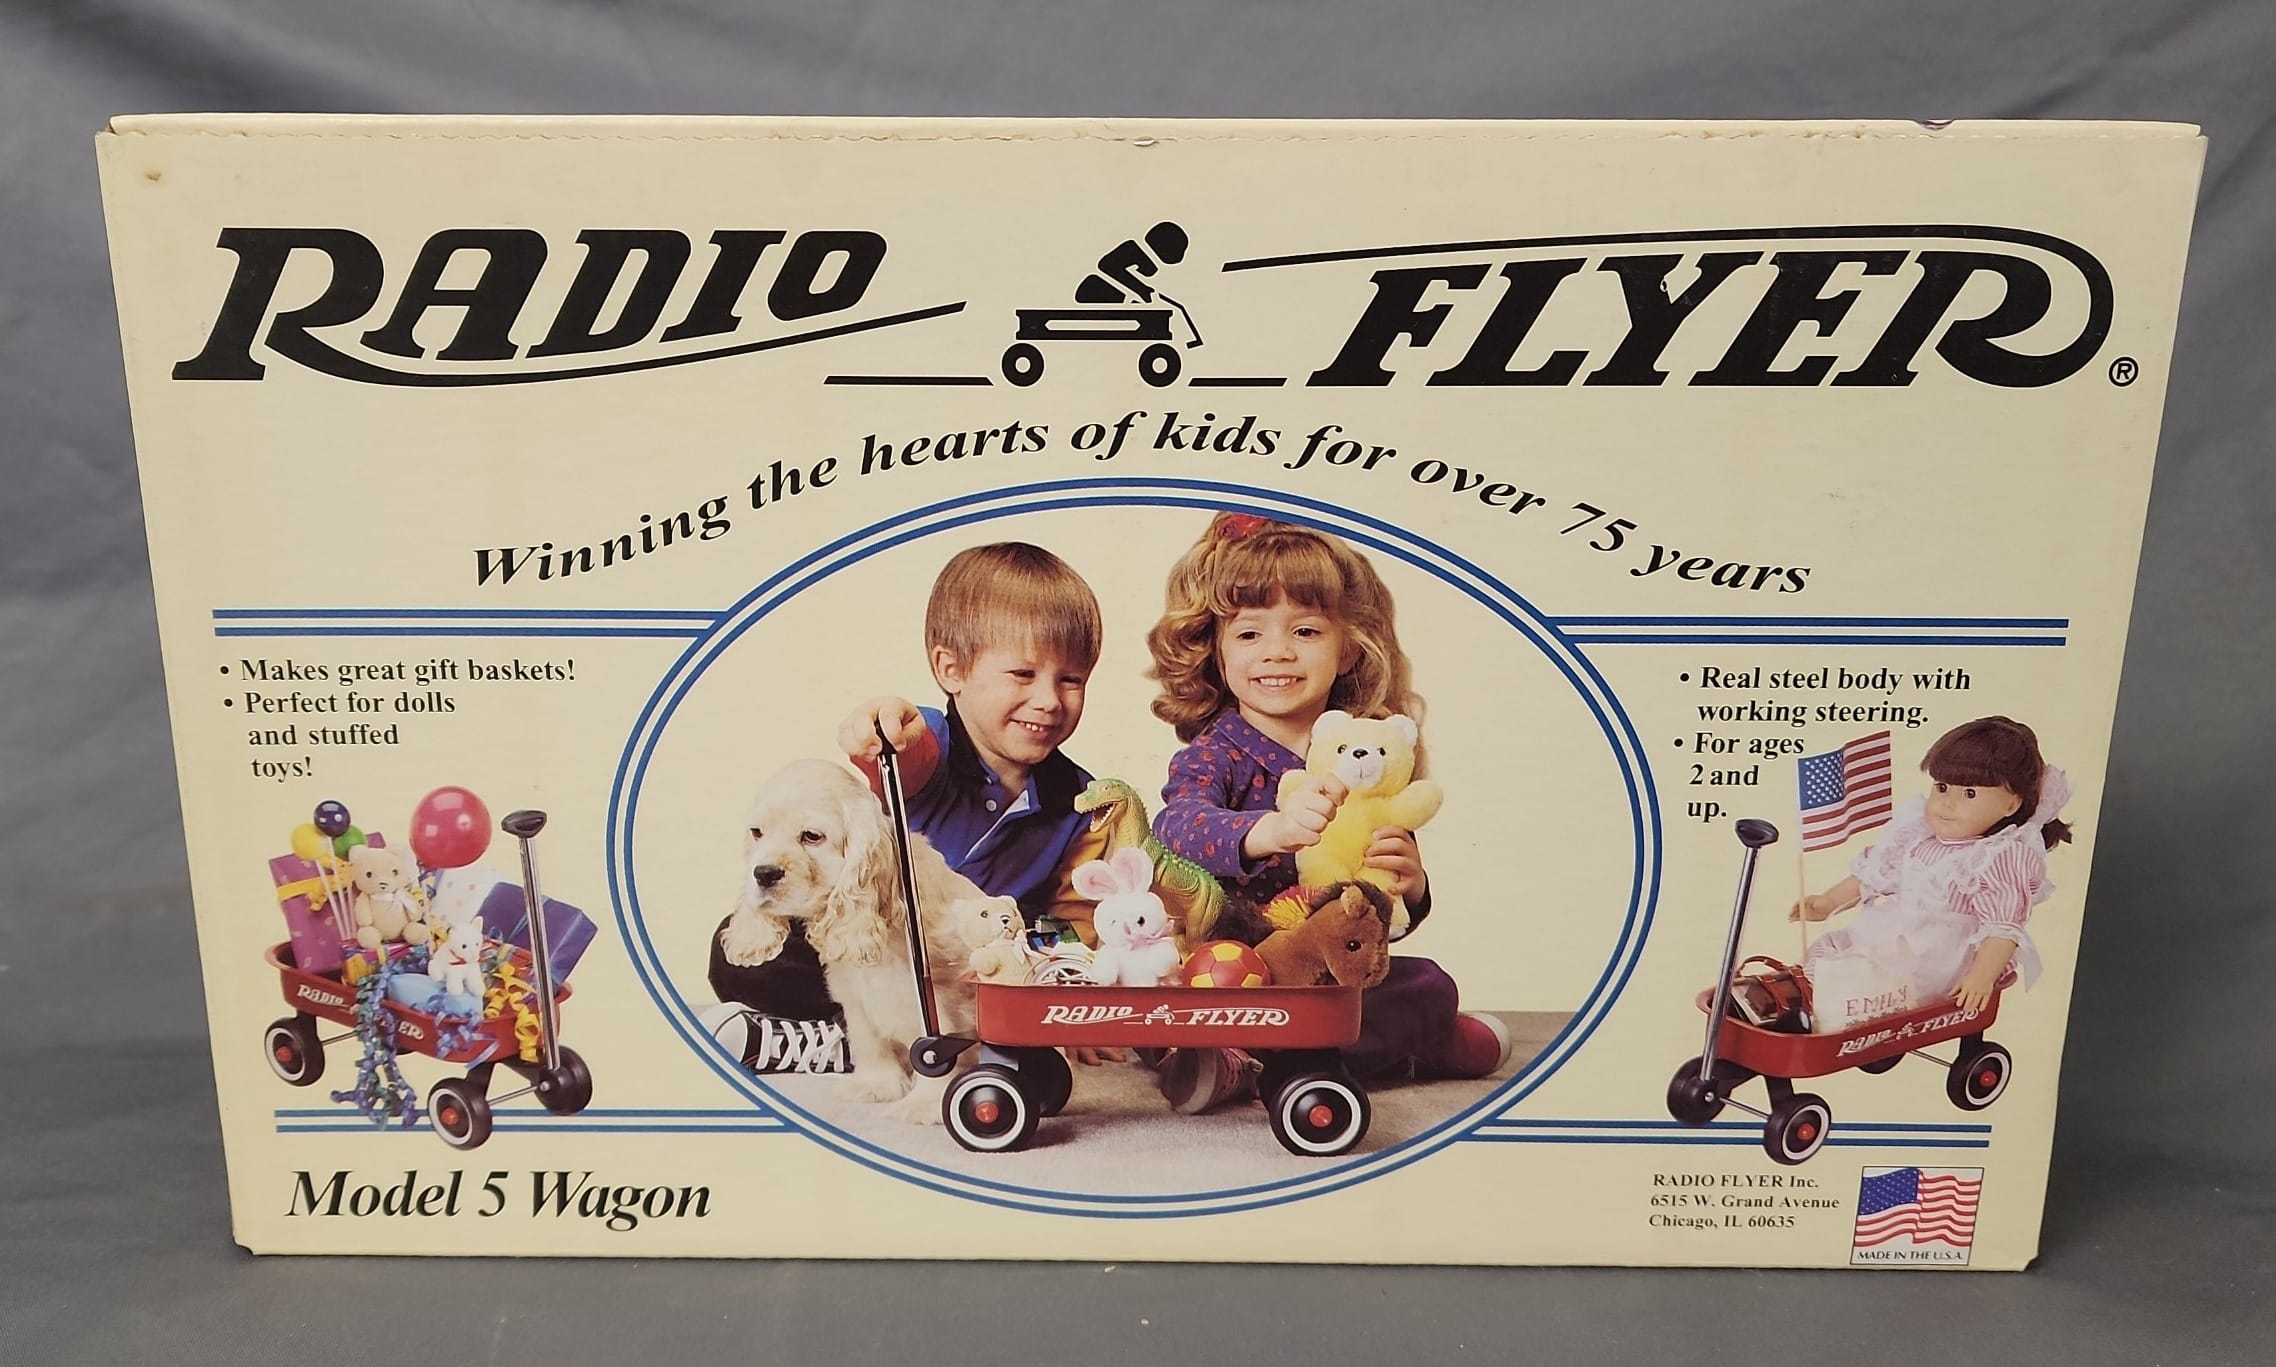 RADIO FLYER ®
Winning the hearts of kids for over 75 years
• Makes great gift baskets!
• Perfect for dolls
and stuffed
toys!
• Real steel body with
working steering.
• For ages
2 and
up.
RADIO FLYER
RADIO FLYER
EMILY
RADIO FLYER
Model 5 Wagon
RADIO FLYER Inc.
6515 W. Grand Avenue
Chicago, IL 60635
MADE IN THE U.S.A.